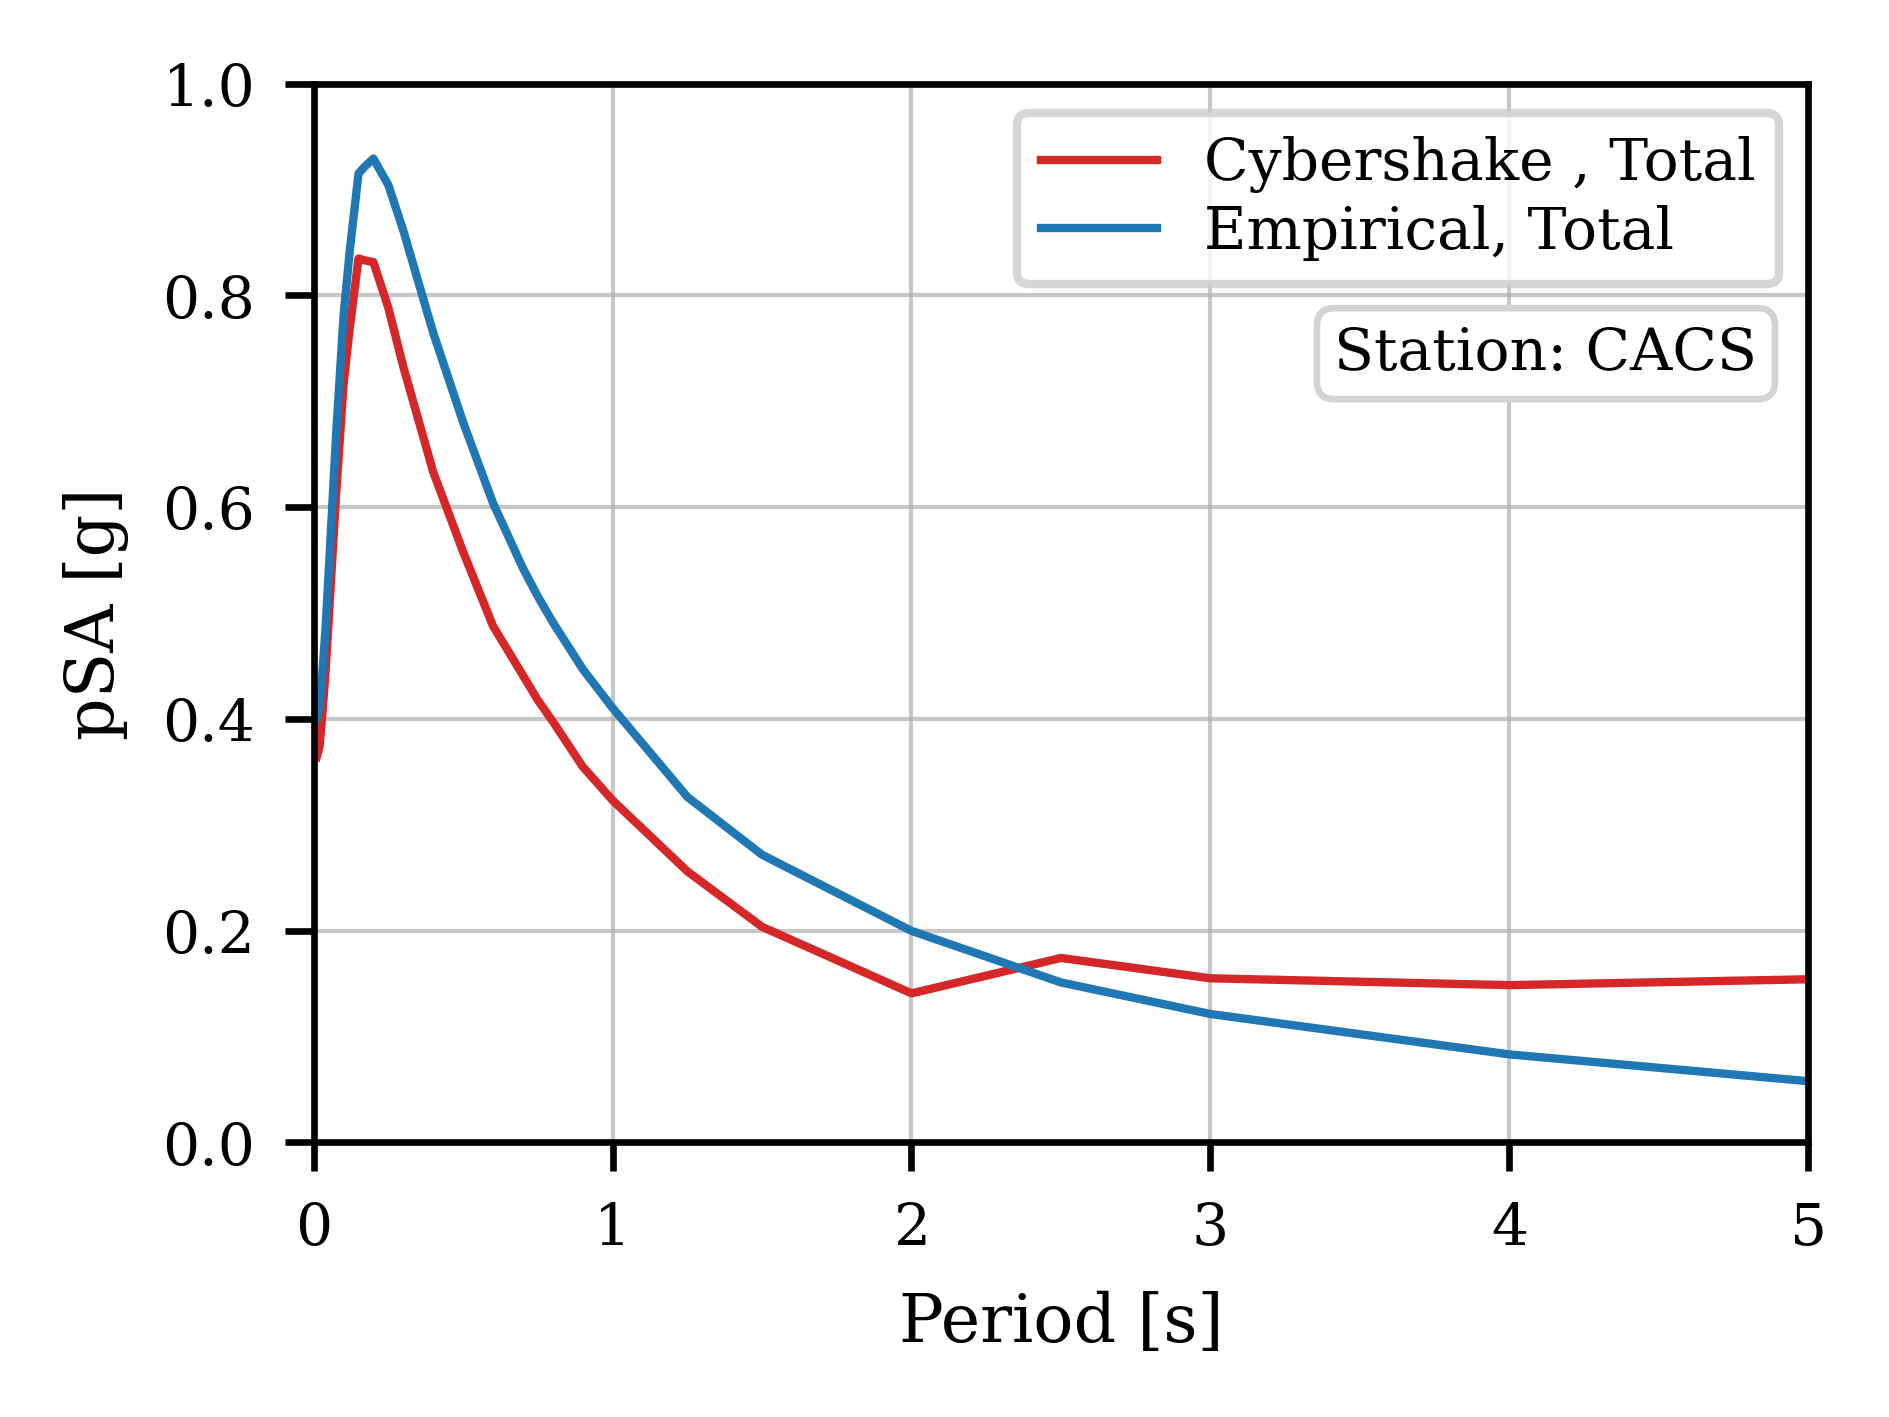 1.0
0.8
0.6
0.4
0.2
0.0
pSA [g]
Cybershake , Total
Empirical, Total
Station: CACS
0 1 2 3 4 5
Period [s]